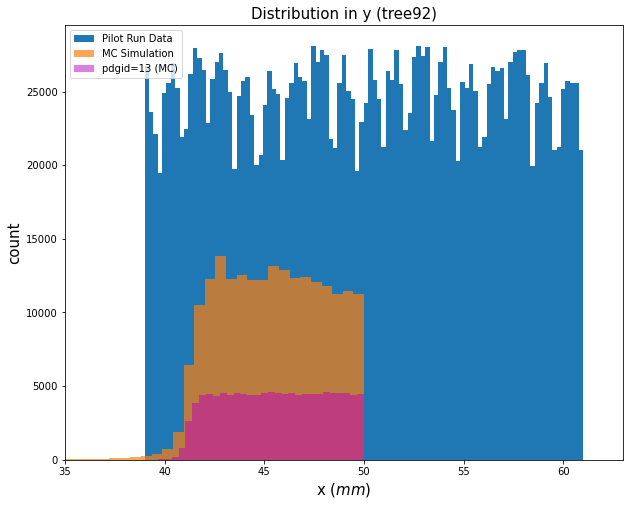 Distribution in y (tree92)
Pilot Run Data
MC Simulation
pdgid=13 (MC)
count
25000
20000
15000
10000
5000
0
35 40 45 50 55 60
x (mm)